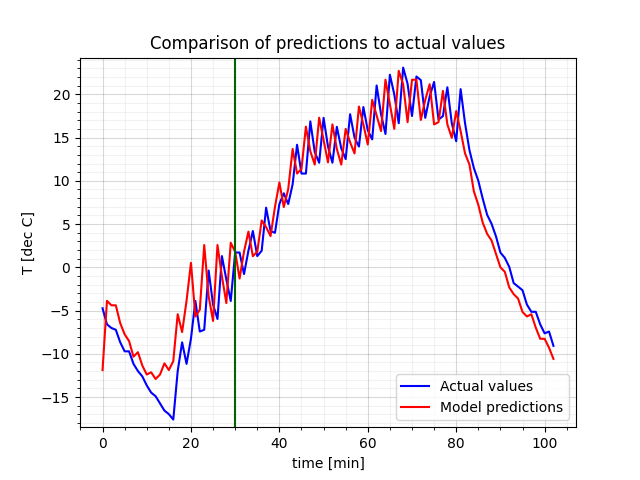 Comparison of predictions to actual values
T [dec C]
20
15
10
5
0
−5
−10
−15
0 20 40 60 80 100
time [min]
Actual values
Model predictions